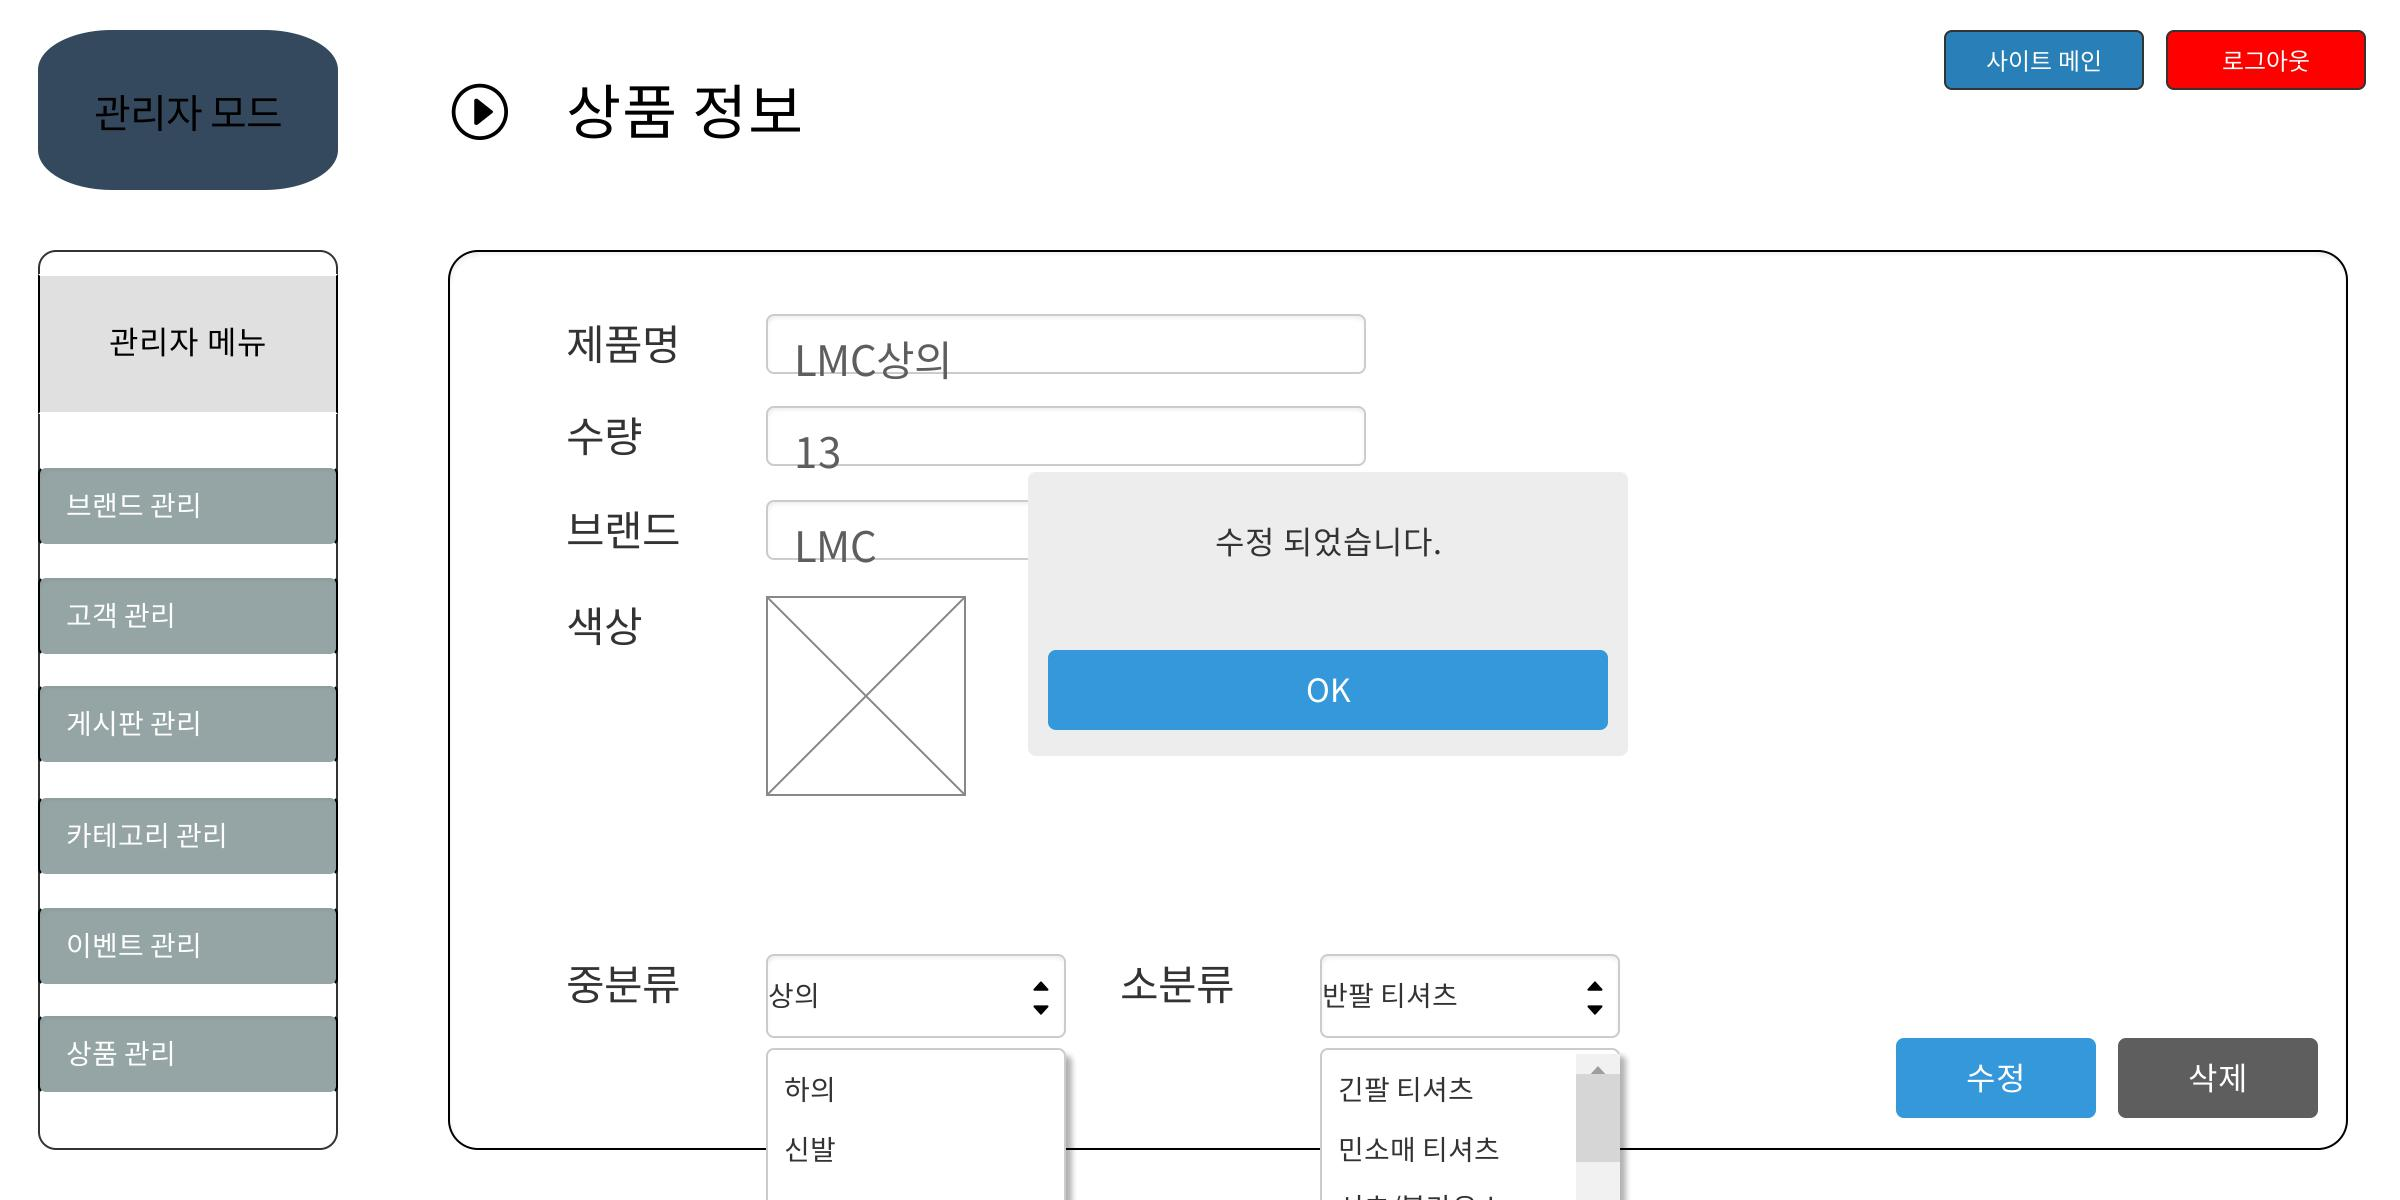 관리자 모드
상품 정보
사이트 메인
로그아웃
관리자 메뉴
브랜드 관리
고객 관리
게시판 관리
카테고리 관리
이벤트 관리
상품 관리
제품명
LMC상의
수량
13
브랜드
LMC
수정 되었습니다.
OK
색상
중분류
상의
소분류
반팔 티셔츠
하의
신발
긴팔 티셔츠
민소매 티셔츠
수정
삭제